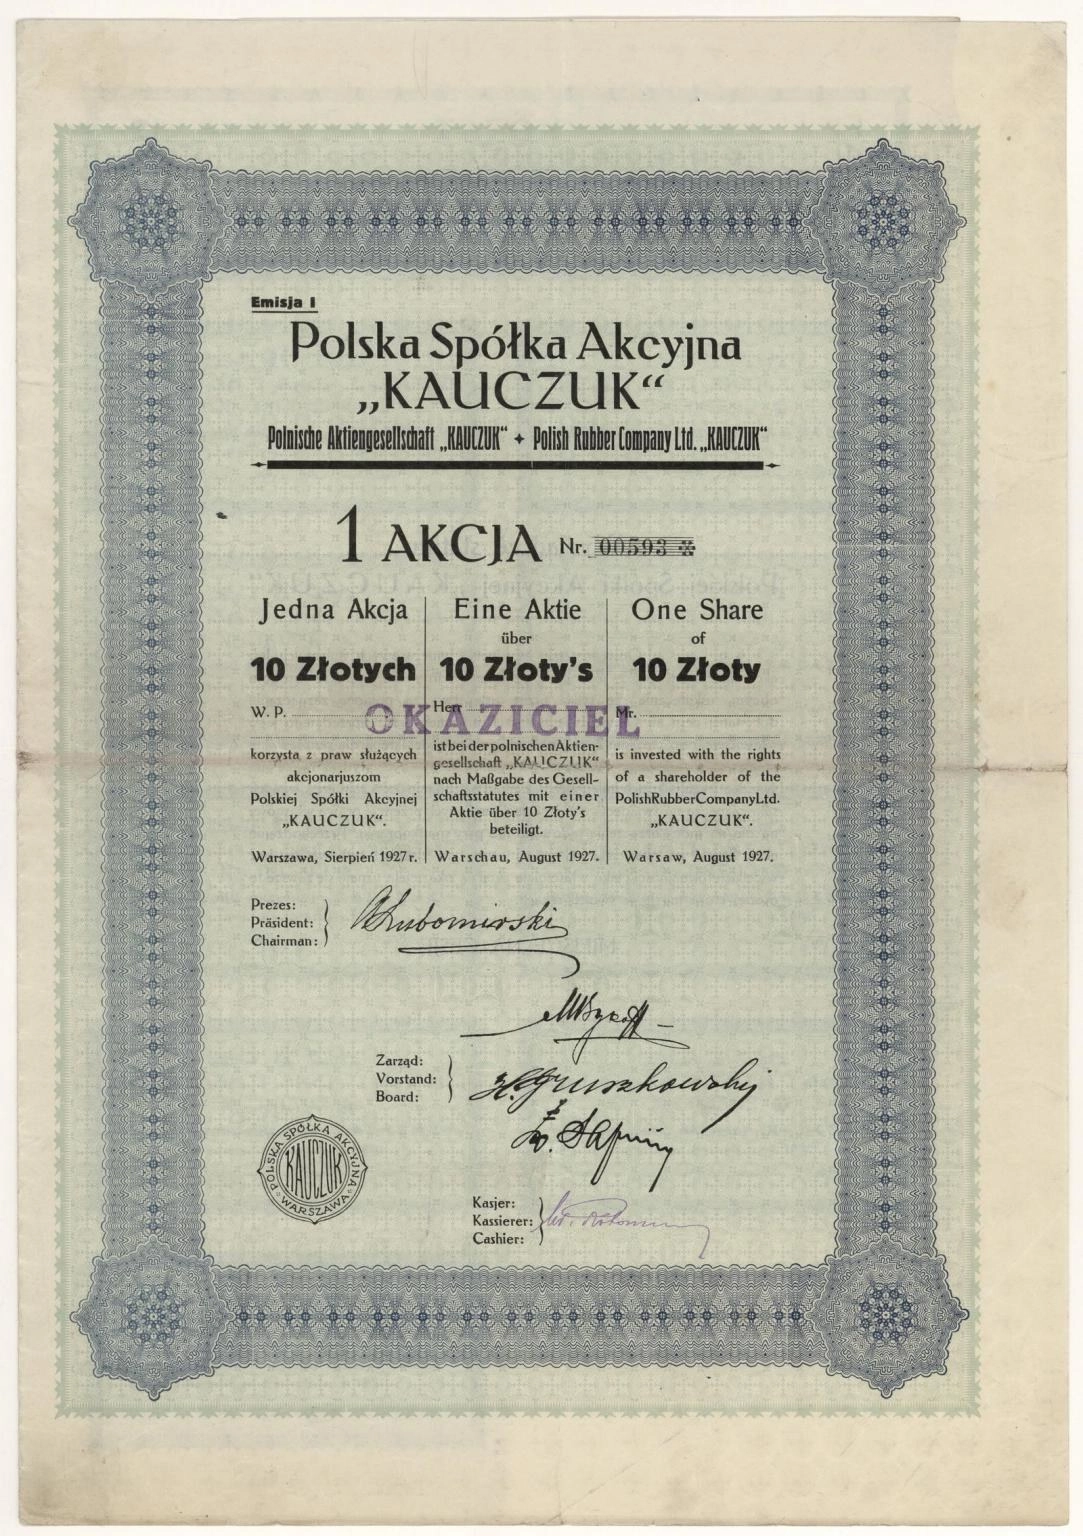 Emisja I
Polska Spółka Akcyjna
„KAUCZUK“
Polnische Aktiengesellschaft „KAUCZUK“ + Polish Rubber Company Ltd. „KAUCZUK“
1 AKCJA Nr. 00593
Jedna Akcja
10 Złotych
W. P.
korzysta z praw służących
akcjonarjuszom
Polskiej Spółki Akcyjnej
„KAUCZUK“.
Warszawa, Sierpień 1927 r.
Eine Aktie
über
10 Złoty's
Herr
ist bei der polnischen Aktien-
gesellschaft „KAUCZUK“
nach Maßgabe des Gesell-
schaftsstatutes mit einer
Aktie über 10 Złoty's
beteiligt.
Warschau, August 1927.
One Share
of
10 Złoty
Mr.
is invested with the rights
of a shareholder of the
Polish Rubber Company Ltd.
„KAUCZUK“.
Warsaw, August 1927.
OKAZICIEL
Prezes:
Präsident:
Chairman:
Lubomirski
Zarząd:
Vorstand:
Board:
H. Gruszkowski
POLSKA SPÓŁKA AKCYJNA
KAUCZUK
WARSZAWA
Kasjer:
Kassierer:
Cashier: